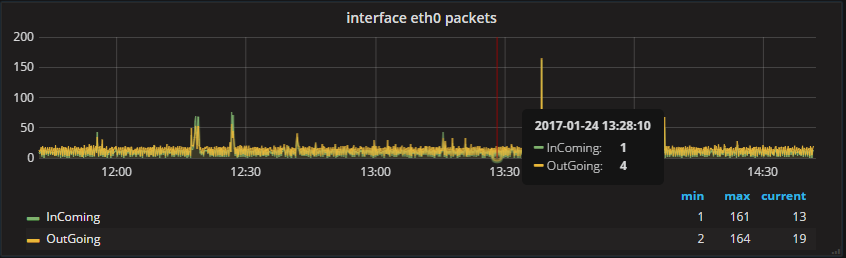 interface eth0 packets
200
150
100
50
0
12:00 12:30 13:00 13:30 14:30
2017-01-24 13:28:10
InComing: 1
OutGoing: 4
min max current
InComing 1 161 13
OutGoing 2 164 19